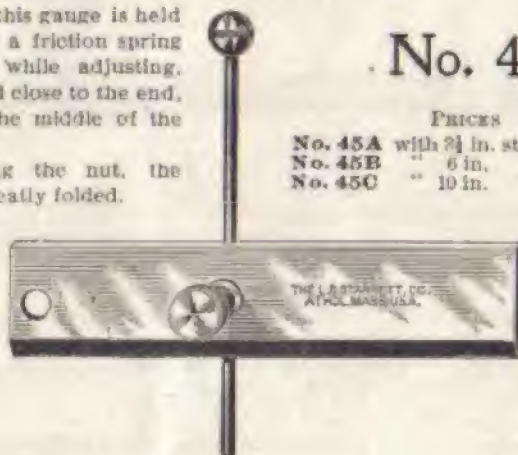 this gauge is held
a friction spring
while adjusting,
l close to the end,
he middle of the
ng the nut, the
eatly folded.
No. 4
PRICES
No. 45A with 3½ in. st
No. 45B " 6 in.
No. 45C " 10 in.
THE L.S. STARRETT CO.
ATHOL, MASS. U.S.A.